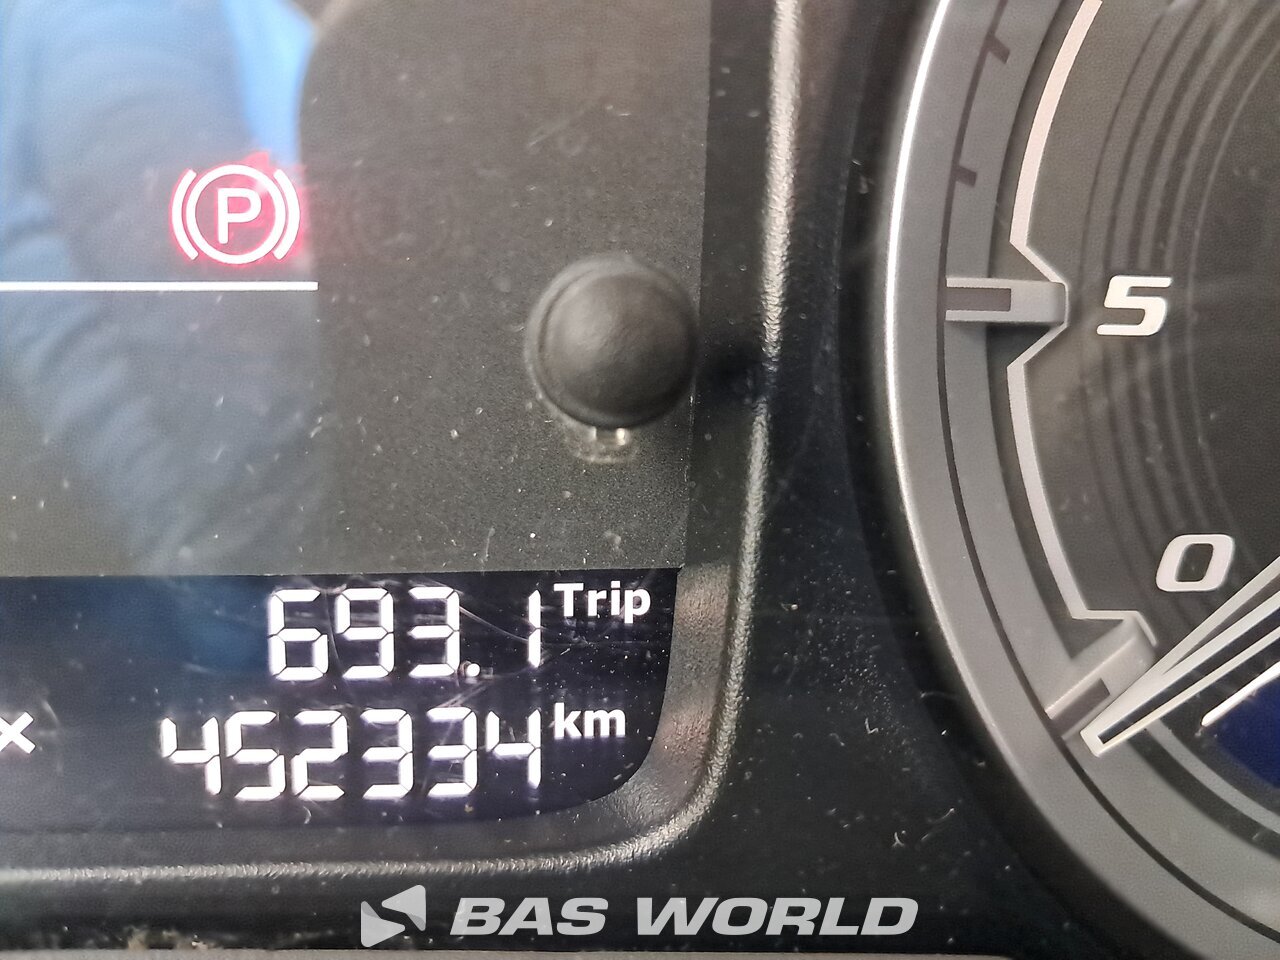 P
5
0
693.1 Trip
452334 km
BAS WORLD